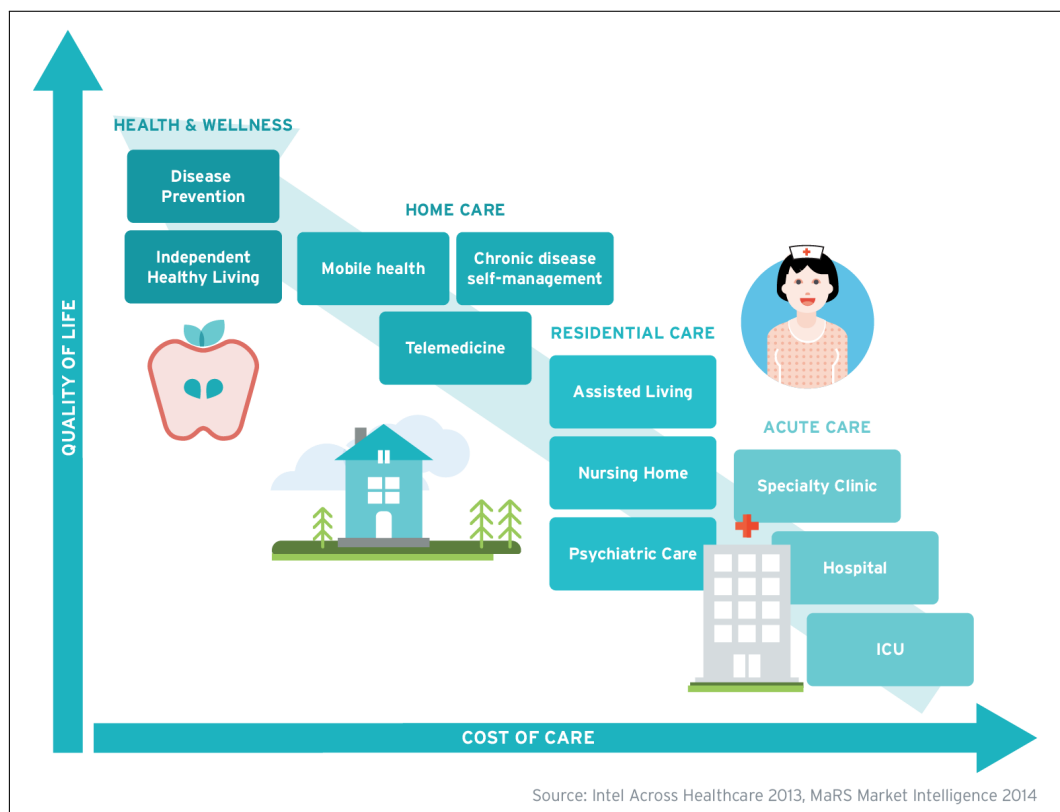 HEALTH & WELLNESS
Disease
Prevention
Independent
Healthy Living
HOME CARE
Mobile health
Chronic disease
self-management
Telemedicine
RESIDENTIAL CARE
Assisted Living
Nursing Home
Psychiatric Care
ACUTE CARE
Specialty Clinic
Hospital
ICU
QUALITY OF LIFE
COST OF CARE
Source: Intel Across Healthcare 2013, MaRS Market Intelligence 2014